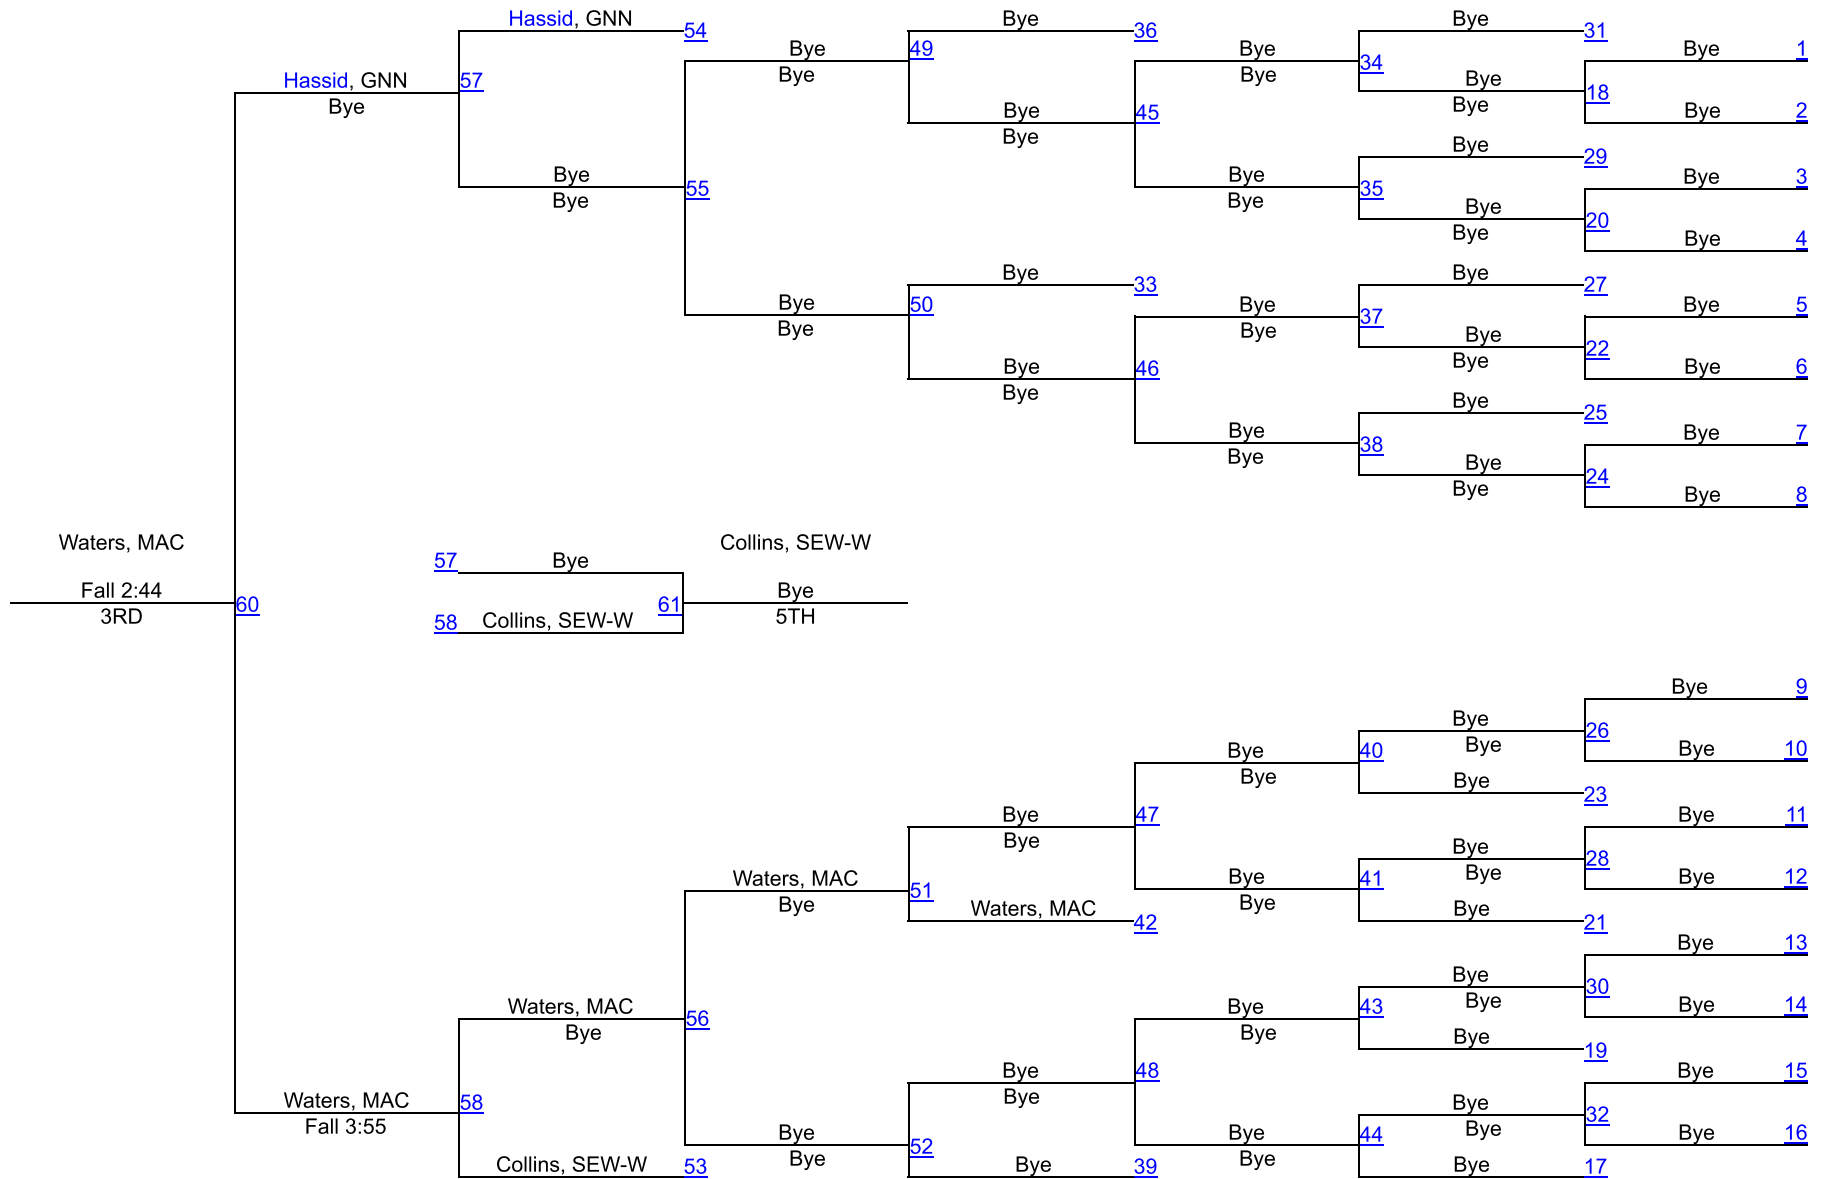 Hassid, GNN 54 Bye 36 Bye 31
Bye 49 Bye 34 Bye 1
Hassid, GNN 57 Bye Bye Bye 18
Bye Bye 45 Bye Bye 2
Bye Bye 29
Bye 55 Bye 35 Bye 3
Bye Bye Bye 20
Bye Bye 4
Bye 33 Bye 27
Bye 50 Bye 37 Bye 5
Bye Bye Bye 22
Bye 46 Bye Bye 6
Bye Bye 25
Bye 38 Bye 7
Bye Bye 24
Bye Bye 8
Waters, MAC Collins, SEW-W
57 Bye
Fall 2:44 60 61 Bye
3RD 58 Collins, SEW-W 5TH
Bye 9
Bye 26
Bye 40 Bye Bye 10
Bye Bye 23
Bye 47 Bye 11
Bye Bye 28
Waters, MAC 51 Bye 41 Bye Bye 12
Bye Waters, MAC 42 Bye Bye 21
Bye 13
Bye 30
Waters, MAC 56 Bye 43 Bye Bye 14
Bye Bye Bye 19
Bye 48 Bye 15
Waters, MAC 58 Bye Bye 32
Fall 3:55 Bye 52 Bye 44 Bye Bye 16
Collins, SEW-W 53 Bye Bye 39 Bye Bye 17